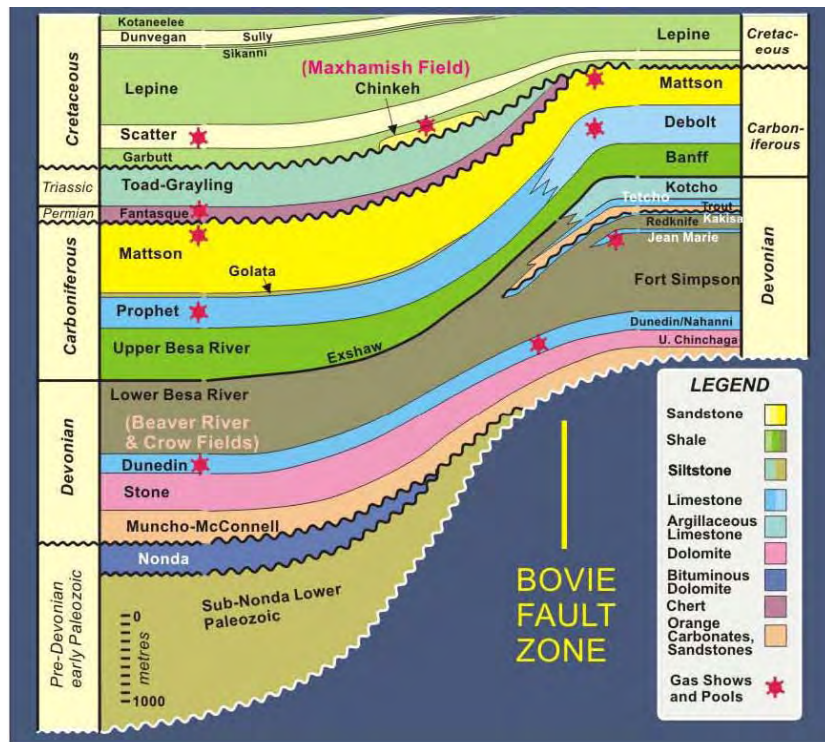 Cretaceous
Triassic
Permian
Carboniferous
Devonian
Pre-Devonian
early Paleozoic
Kotaneelee
Dunvegan
Sully
Sikanni
Lepine
(Maxhamish Field)
Chinkeh
Scatter
Garbutt
Toad-Grayling
Fantasque
Mattson
Golata
Prophet
Upper Besa River
Exshaw
Lower Besa River
(Beaver River
& Crow Fields)
Dunedin
Stone
Muncho-McConnell
Nonda
Sub-Nonda Lower
Paleozoic
0
metres
1000
Lepine
Mattson
Debolt
Banff
Kotcho
Tetcho
Trout
Kakisa
Redknife
Jean Marie
Fort Simpson
Dunedin/Nahanni
U. Chinchaga
Cretac-
eous
Carbon-
iferous
Devonian
BOVIE
FAULT
ZONE
LEGEND
Sandstone
Shale
Siltstone
Limestone
Argillaceous
Limestone
Dolomite
Bituminous
Dolomite
Chert
Orange
Carbonates,
Sandstones
Gas Shows
and Pools